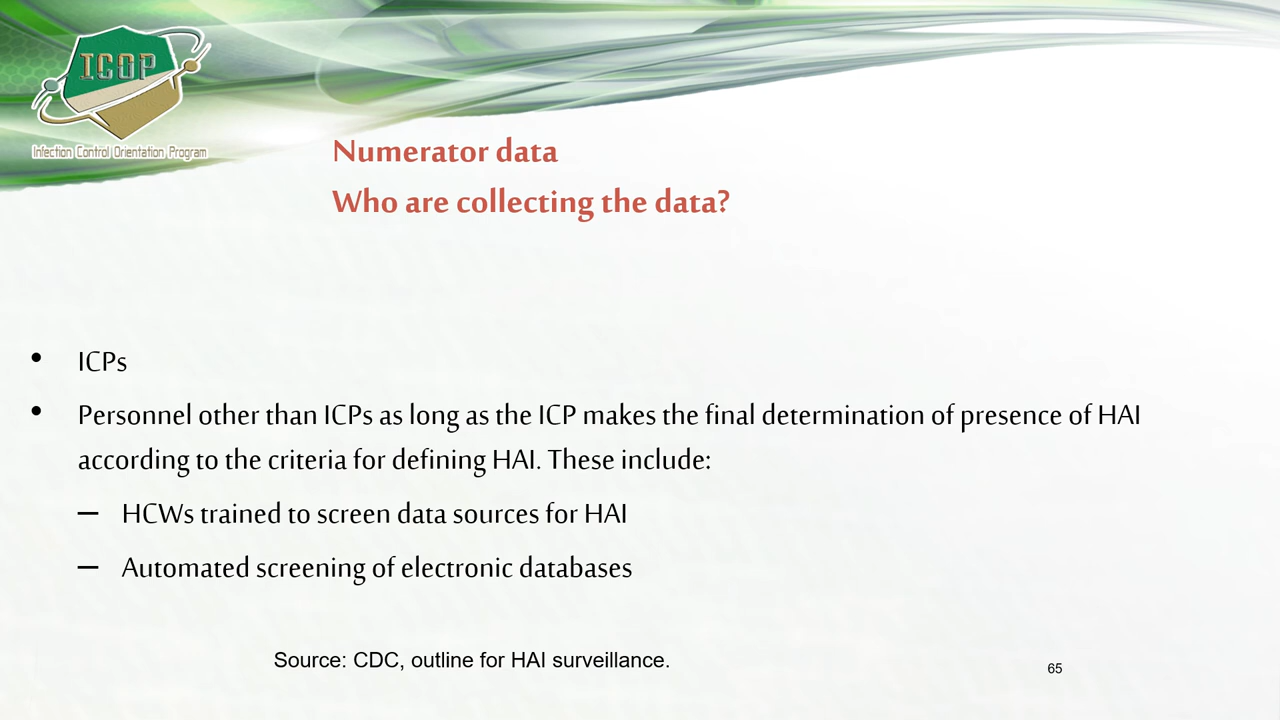 ICOP
Infection Control Orientation Program
Numerator data
Who are collecting the data?
• ICPs
• Personnel other than ICPs as long as the ICP makes the final determination of presence of HAI
according to the criteria for defining HAI. These include:
– HCWs trained to screen data sources for HAI
– Automated screening of electronic databases
Source: CDC, outline for HAI surveillance.
65